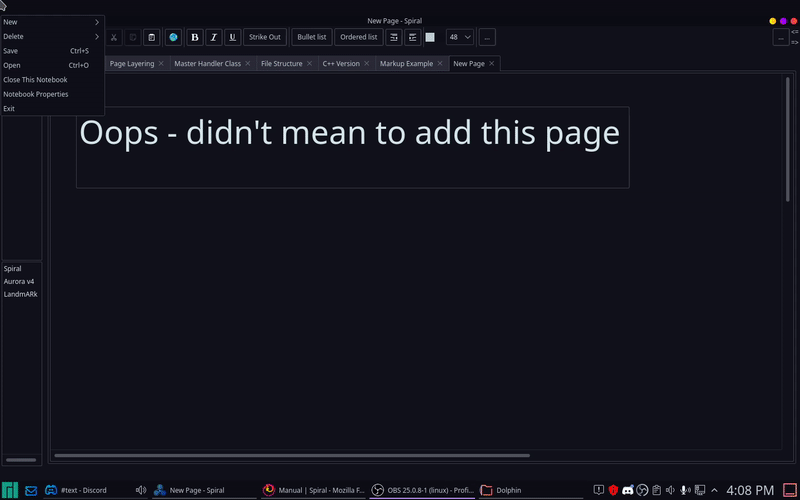 New Page - Spiral
New
Delete
Save Ctrl+S
Open Ctrl+O
Close This Notebook
Notebook Properties
Exit
B I U Strike Out Bullet list Ordered list 48 ... ...
<=
=>
Page Layering Master Handler Class File Structure C++ Version Markup Example New Page
Oops - didn't mean to add this page
Spiral
Aurora v4
LandmARk
#text - Discord New Page - Spiral Manual | Spiral - Mozilla F... OBS 25.0.8-1 (linux) - Profi... Dolphin 4:08 PM